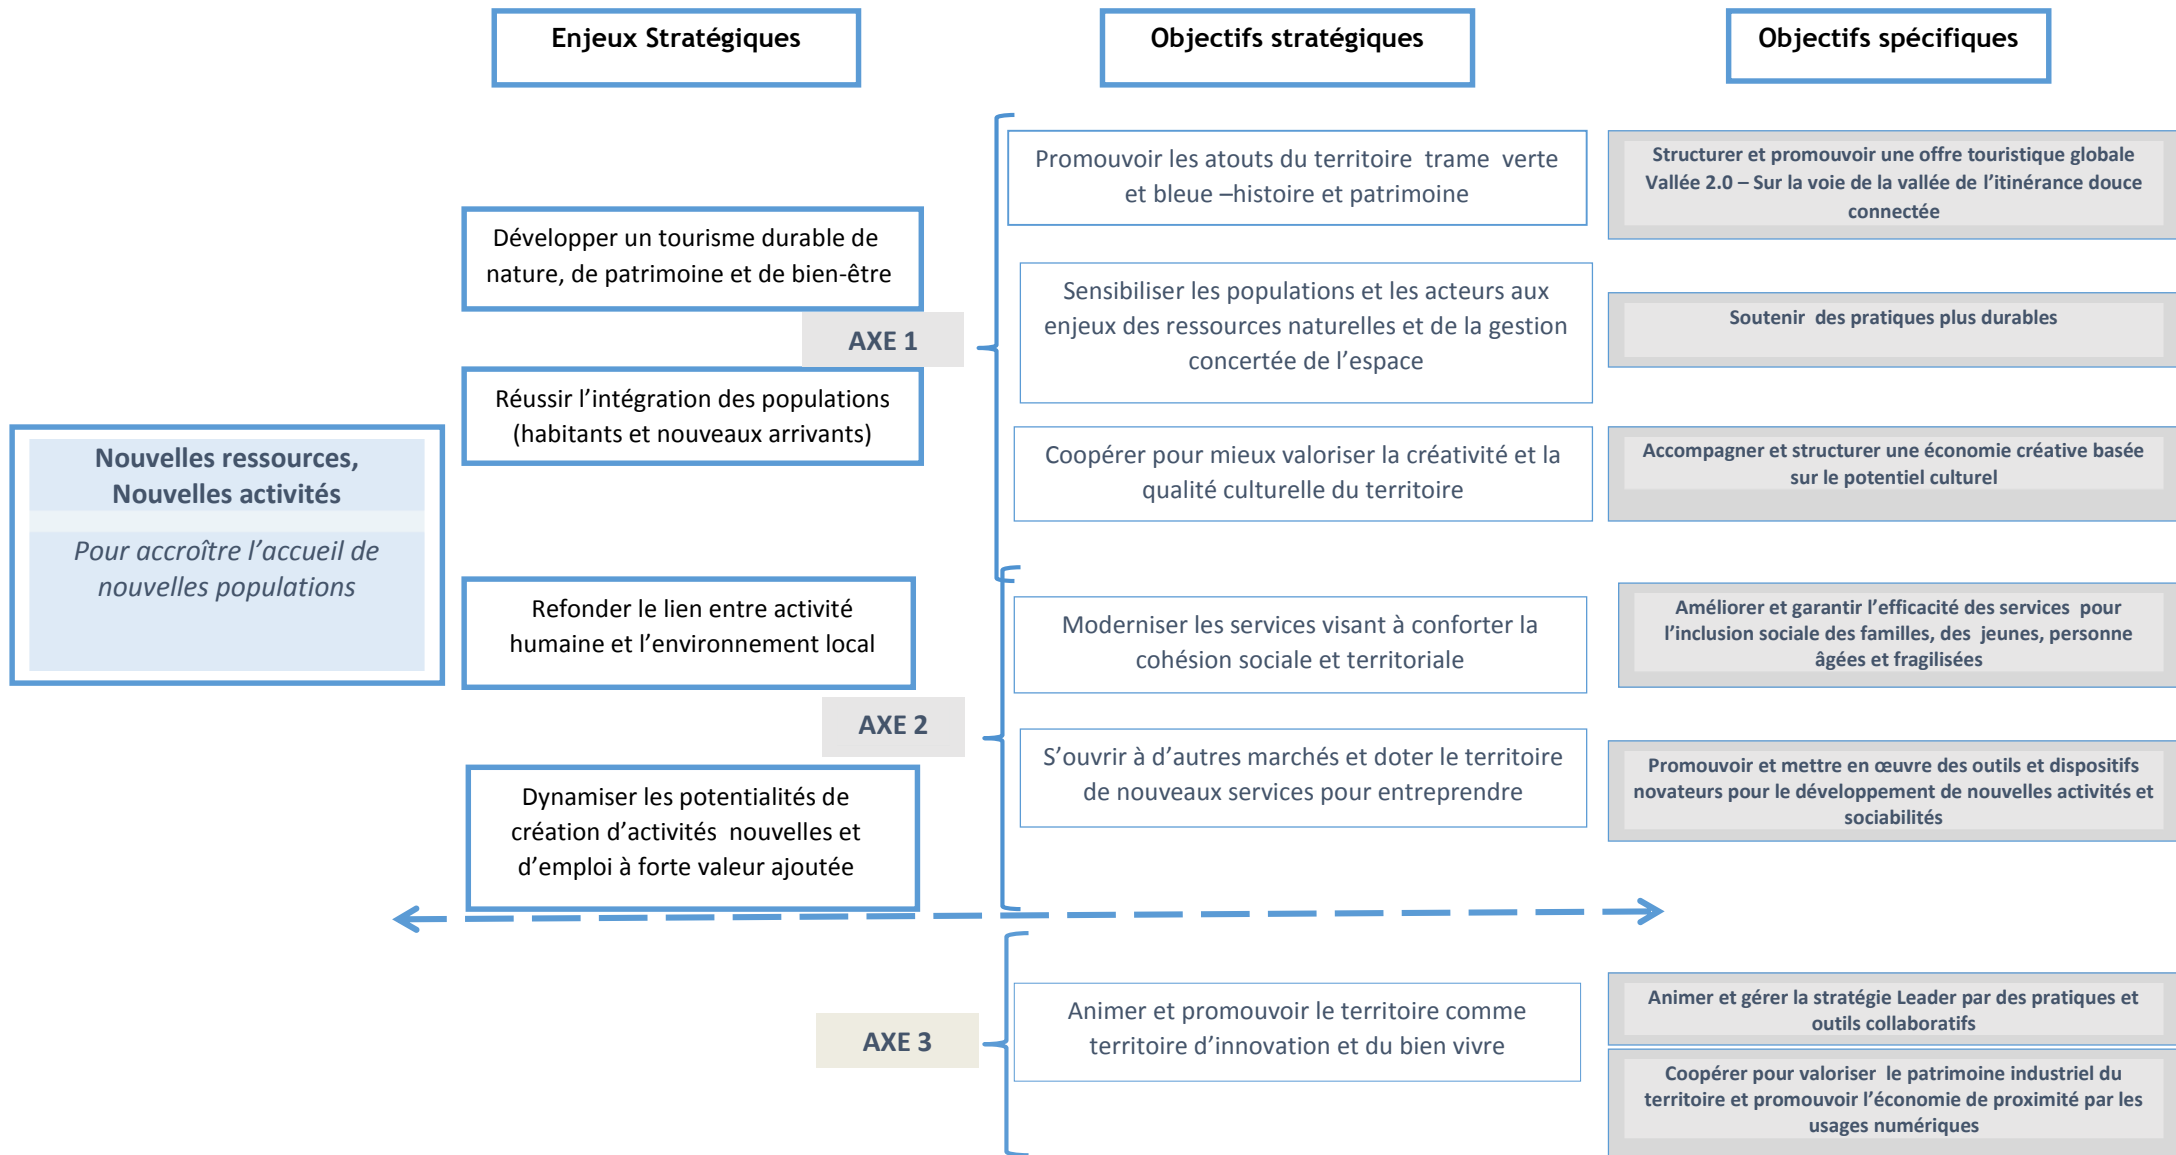 Enjeux Stratégiques
Objectifs stratégiques
Objectifs spécifiques
Nouvelles ressources,
Nouvelles activités
Pour accroître l’accueil de
nouvelles populations
Développer un tourisme durable de
nature, de patrimoine et de bien-être
AXE 1
Réussir l’intégration des populations
(habitants et nouveaux arrivants)
Refonder le lien entre activité
humaine et l’environnement local
AXE 2
Dynamiser les potentialités de
création d’activités nouvelles et
d’emploi à forte valeur ajoutée
AXE 3
Promouvoir les atouts du territoire trame verte
et bleue –histoire et patrimoine
Sensibiliser les populations et les acteurs aux
enjeux des ressources naturelles et de la gestion
concertée de l’espace
Coopérer pour mieux valoriser la créativité et la
qualité culturelle du territoire
Moderniser les services visant à conforter la
cohésion sociale et territoriale
S’ouvrir à d’autres marchés et doter le territoire
de nouveaux services pour entreprendre
Animer et promouvoir le territoire comme
territoire d’innovation et du bien vivre
Structurer et promouvoir une offre touristique globale
Vallée 2.0 – Sur la voie de la vallée de l’itinérance douce
connectée
Soutenir des pratiques plus durables
Accompagner et structurer une économie créative basée
sur le potentiel culturel
Améliorer et garantir l’efficacité des services pour
l’inclusion sociale des familles, des jeunes, personne
âgées et fragilisées
Promouvoir et mettre en œuvre des outils et dispositifs
novateurs pour le développement de nouvelles activités et
sociabilités
Animer et gérer la stratégie Leader par des pratiques et
outils collaboratifs
Coopérer pour valoriser le patrimoine industriel du
territoire et promouvoir l’économie de proximité par les
usages numériques